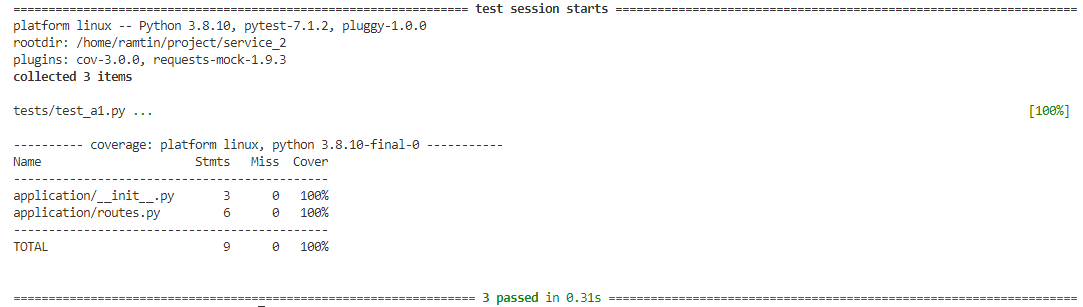 ================================================================= test session starts ==================================================================
platform linux -- Python 3.8.10, pytest-7.1.2, pluggy-1.0.0
rootdir: /home/ramtin/project/service_2
plugins: cov-3.0.0, requests-mock-1.9.3
collected 3 items

tests/test_a1.py ... [100%]

---------- coverage: platform linux, python 3.8.10-final-0 -----------
Name                      Stmts   Miss  Cover
---------------------------------------------
application/__init__.py       3      0   100%
application/routes.py         6      0   100%
---------------------------------------------
TOTAL                         9      0   100%

================================================================== 3 passed in 0.31s ===================================================================